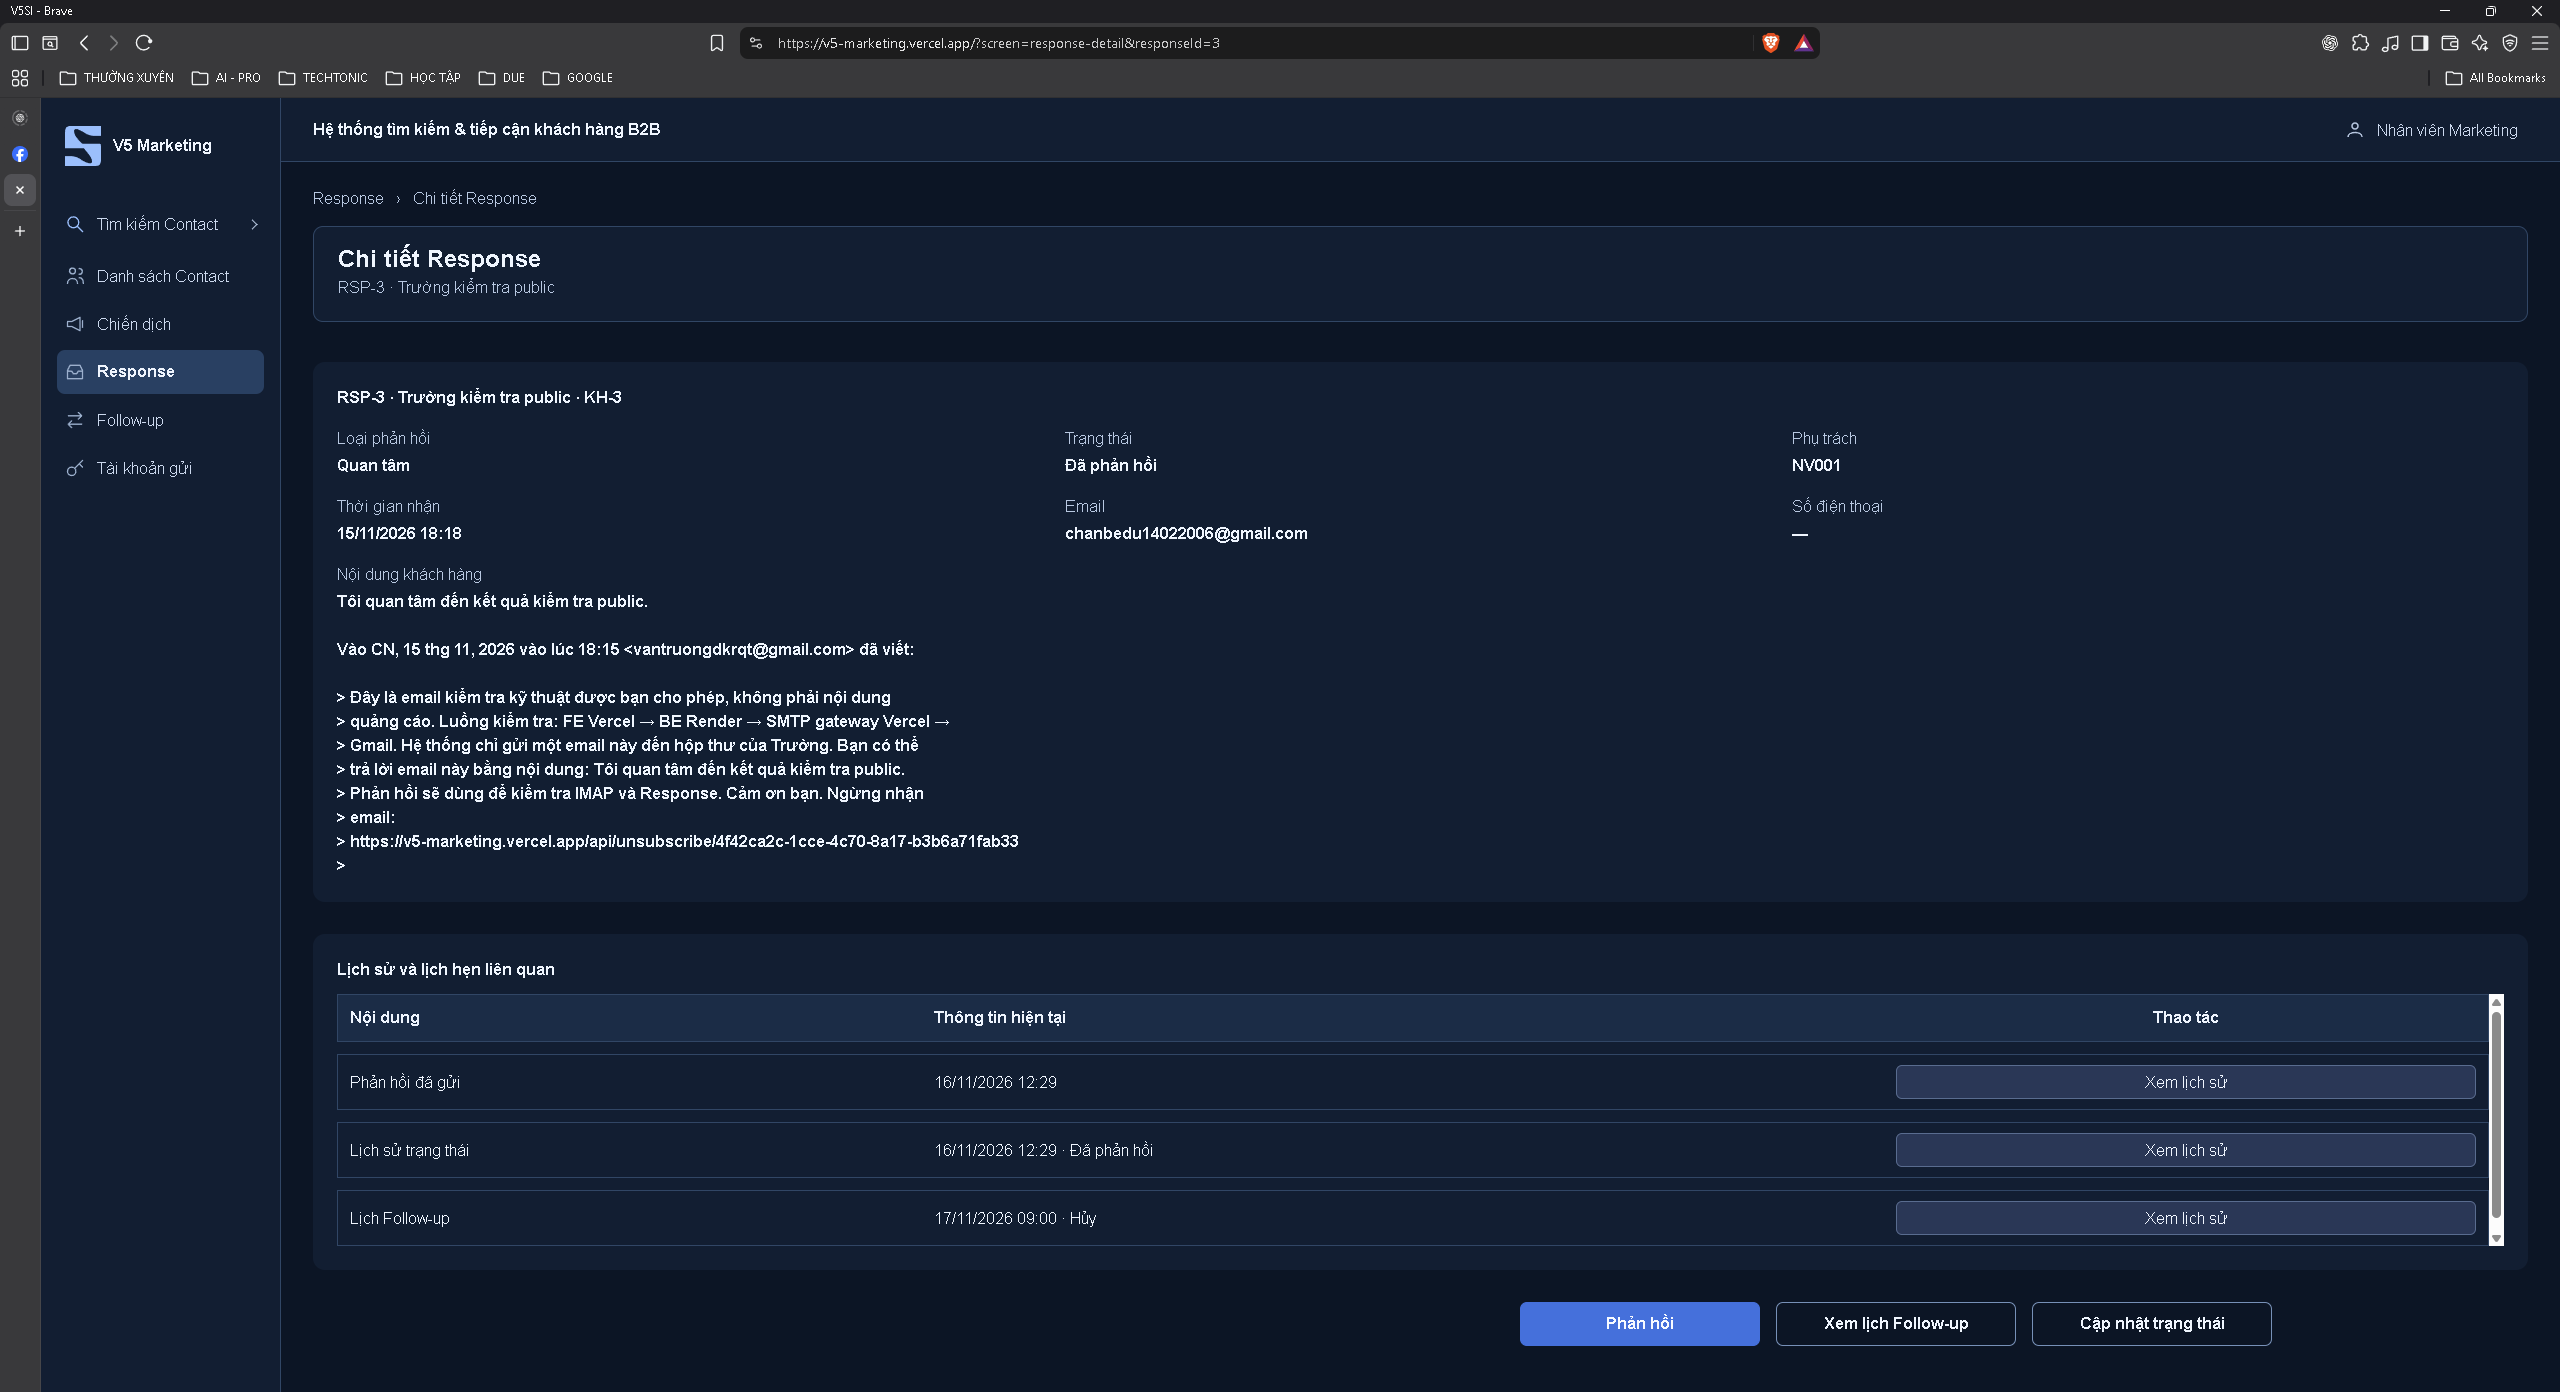 V5SI - Brave
https://v5-marketing.vercel.app/?screen=response-detail&responseId=3
THƯỜNG XUYÊN
AI - PRO
TECHTONIC
HỌC TẬP
DUE
GOOGLE
All Bookmarks
V5 Marketing
Hệ thống tìm kiếm & tiếp cận khách hàng B2B
Nhân viên Marketing
Tìm kiếm Contact
Danh sách Contact
Chiến dịch
Response
Follow-up
Tài khoản gửi
Response › Chi tiết Response
Chi tiết Response
RSP-3 · Trường kiểm tra public
RSP-3 · Trường kiểm tra public · KH-3
Loại phản hồi
Quan tâm
Trạng thái
Đã phản hồi
Phụ trách
NV001
Thời gian nhận
15/11/2026 18:18
Email
chanbedu14022006@gmail.com
Số điện thoại
—
Nội dung khách hàng
Tôi quan tâm đến kết quả kiểm tra public.
Vào CN, 15 thg 11, 2026 vào lúc 18:15 <vantruongdkrqt@gmail.com> đã viết:
> Đây là email kiểm tra kỹ thuật được bạn cho phép, không phải nội dung
> quảng cáo. Luồng kiểm tra: FE Vercel → BE Render → SMTP gateway Vercel →
> Gmail. Hệ thống chỉ gửi một email này đến hộp thư của Trường. Bạn có thể
> trả lời email này bằng nội dung: Tôi quan tâm đến kết quả kiểm tra public.
> Phản hồi sẽ dùng để kiểm tra IMAP và Response. Cảm ơn bạn. Ngừng nhận
> email:
> https://v5-marketing.vercel.app/api/unsubscribe/4f42ca2c-1cce-4c70-8a17-b3b6a71fab33
>
Lịch sử và lịch hẹn liên quan
Nội dung
Thông tin hiện tại
Thao tác
Phản hồi đã gửi
16/11/2026 12:29
Xem lịch sử
Lịch sử trạng thái
16/11/2026 12:29 · Đã phản hồi
Xem lịch sử
Lịch Follow-up
17/11/2026 09:00 · Hủy
Xem lịch sử
Phản hồi
Xem lịch Follow-up
Cập nhật trạng thái